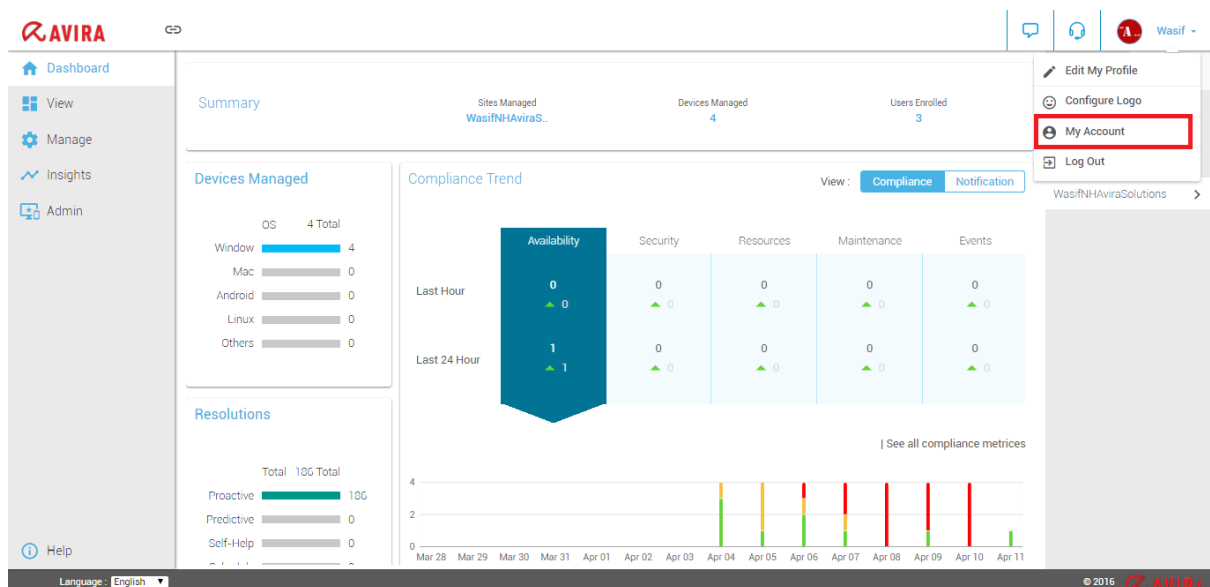 AVIRA
Wasif
Dashboard
View
Manage
Insights
Admin
Help
Edit My Profile
Configure Logo
My Account
Log Out
WasifNHAviraSolutions
Summary
Sites Managed
WasifNHAviraS..
Devices Managed
4
Users Enrolled
3
Devices Managed
OS 4 Total
Window 4
Mac 0
Android 0
Linux 0
Others 0
Resolutions
Total 186 Total
Proactive 186
Predictive 0
Self-Help 0
Compliance Trend
View : Compliance Notification
Availability Security Resources Maintenance Events
Last Hour 0 0 0 0 0
0 0 0 0 0
Last 24 Hour 1 0 0 0 0
1 0 0 0 0
| See all compliance metrices
4
2
0
Mar 28 Mar 29 Mar 30 Mar 31 Apr 01 Apr 02 Apr 03 Apr 04 Apr 05 Apr 06 Apr 07 Apr 08 Apr 09 Apr 10 Apr 11
Language : English
© 2016 AVIRA